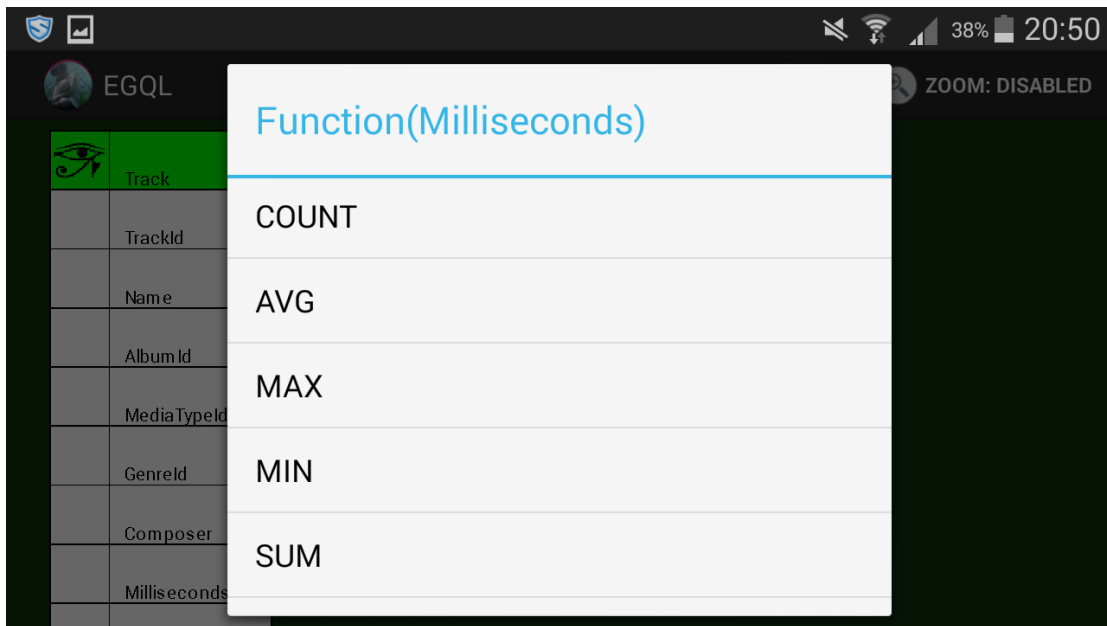 38% 20:50
EGQL
ZOOM: DISABLED
Function(Milliseconds)
COUNT
AVG
MAX
MIN
SUM
Track
TrackId
Name
AlbumId
MediaTypeId
GenreId
Composer
Milliseconds